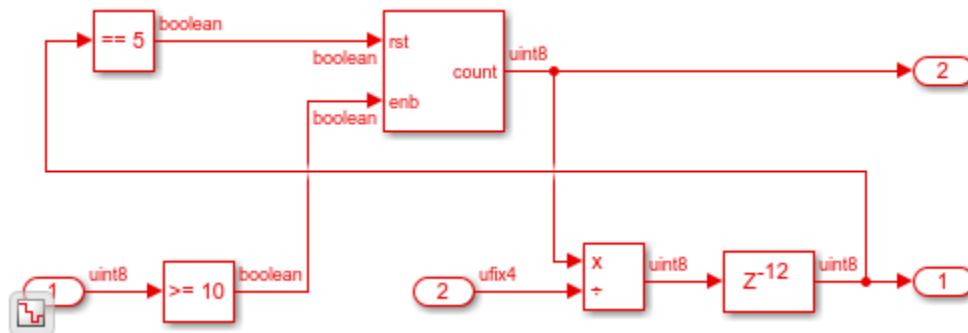 boolean
== 5
rst
boolean
uint8
count
2
enb
boolean
uint8
boolean
1
>= 10
ufix4
2
x
÷
uint8
Z-12
uint8
1